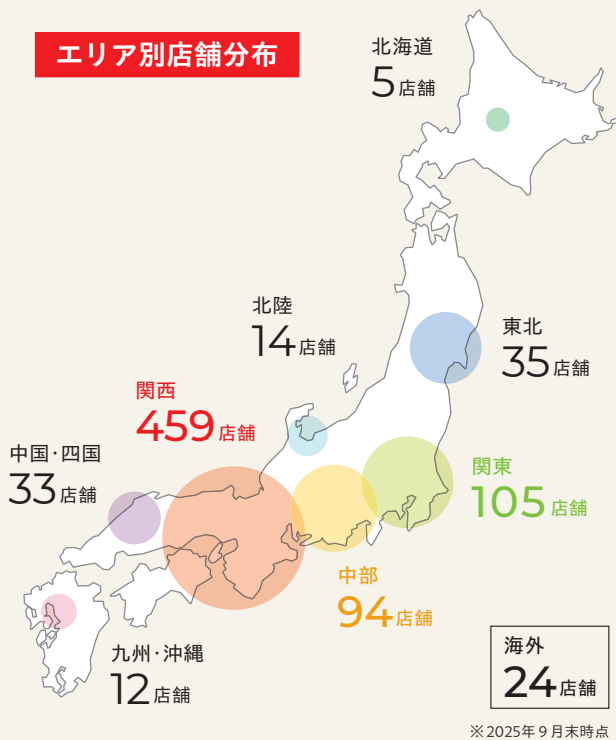 エリア別店舗分布
北海道
5店舗
北陸
14店舗
東北
35店舗
関西
459店舗
中国·四国
33店舗
関東
105店舗
中部
94店舗
九州·沖縄
12店舗
海外
24店舗
※2025年9月末時点